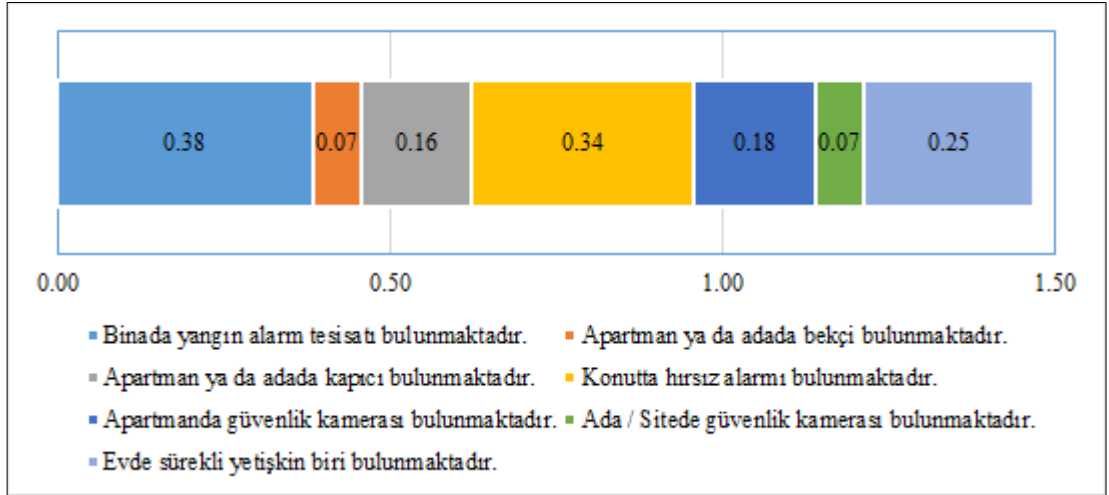 0.38 0.07 0.16 0.34 0.18 0.07 0.25
0.00 0.50 1.00 1.50
Binada yangın alarm tesisatı bulunmaktadır. Apartman ya da adada bekçi bulunmaktadır.
Apartman ya da adada kapıcı bulunmaktadır. Konutta hırsız alarmı bulunmaktadır.
Apartmanda güvenlik kamerası bulunmaktadır. Ada / Sitede güvenlik kamerası bulunmaktadır.
Evde sürekli yetişkin biri bulunmaktadır.